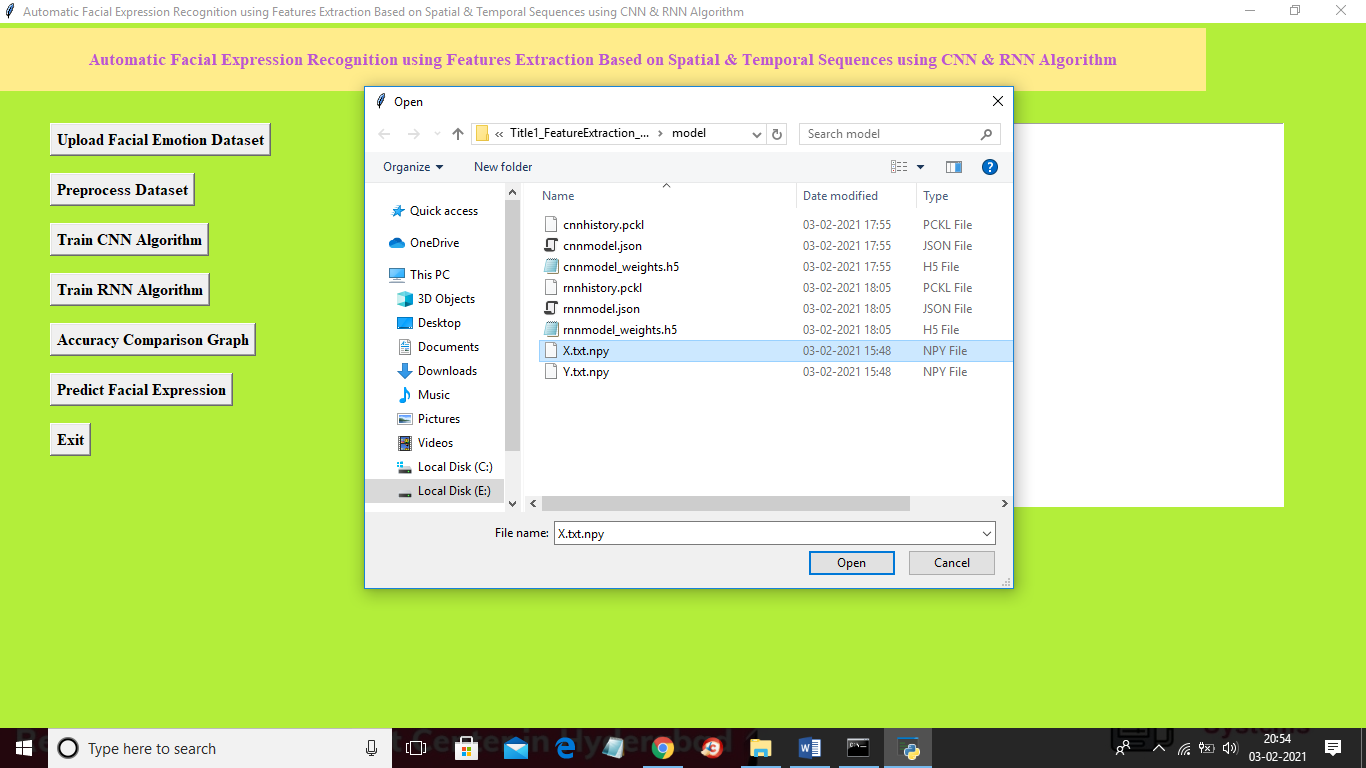 Automatic Facial Expression Recognition using Features Extraction Based on Spatial & Temporal Sequences using CNN & RNN Algorithm
Automatic Facial Expression Recognition using Features Extraction Based on Spatial & Temporal Sequences using CNN & RNN Algorithm
Upload Facial Emotion Dataset
Preprocess Dataset
Train CNN Algorithm
Train RNN Algorithm
Accuracy Comparison Graph
Predict Facial Expression
Exit
Open
« Title1_FeatureExtraction_... › model
Search model
Organize
New folder
Quick access
OneDrive
This PC
3D Objects
Desktop
Documents
Downloads
Music
Pictures
Videos
Local Disk (C:)
Local Disk (E:)
Name Date modified Type
cnnhistory.pckl 03-02-2021 17:55 PCKL File
cnnmodel.json 03-02-2021 17:55 JSON File
cnnmodel_weights.h5 03-02-2021 17:55 H5 File
rnnhistory.pckl 03-02-2021 18:05 PCKL File
rnnmodel.json 03-02-2021 18:05 JSON File
rnnmodel_weights.h5 03-02-2021 18:05 H5 File
X.txt.npy 03-02-2021 15:48 NPY File
Y.txt.npy 03-02-2021 15:48 NPY File
File name: X.txt.npy
Open Cancel
Type here to search
20:54
03-02-2021